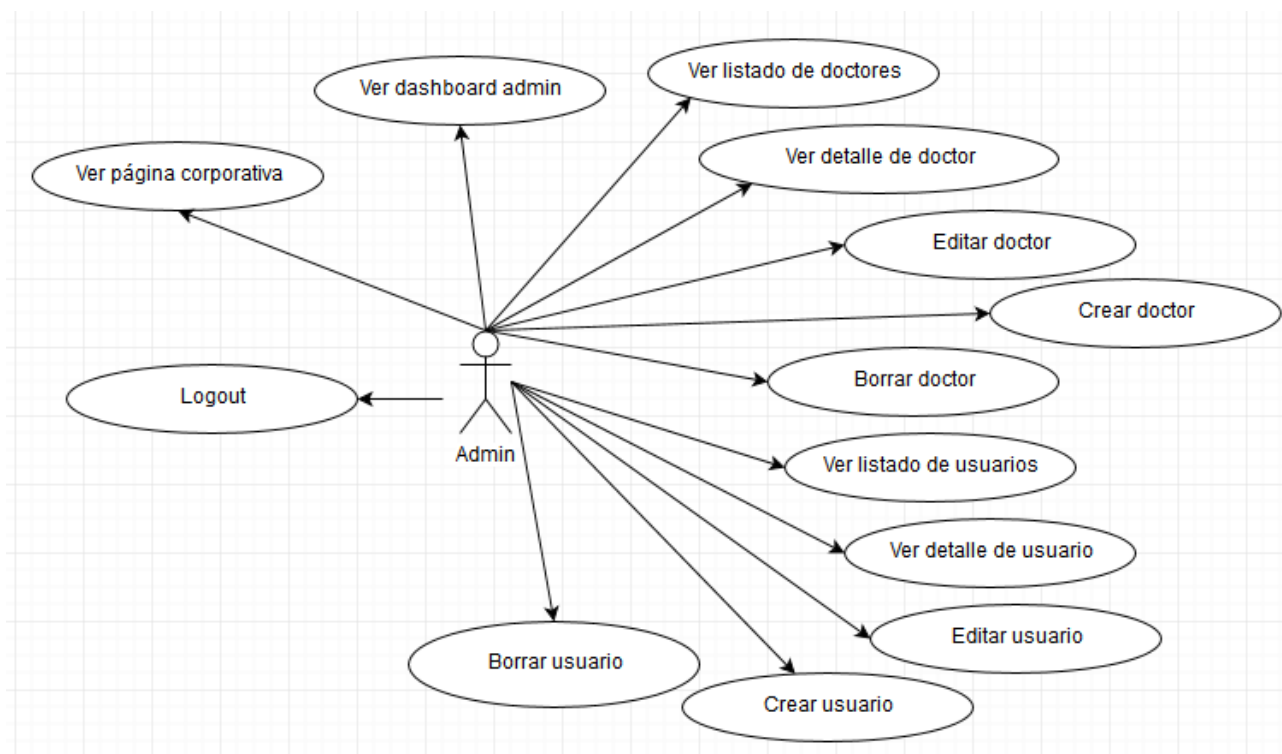 Ver listado de doctores
Ver dashboard admin
Ver detalle de doctor
Ver página corporativa
Editar doctor
Crear doctor
Borrar doctor
Logout
Admin
Ver listado de usuarios
Ver detalle de usuario
Editar usuario
Borrar usuario
Crear usuario